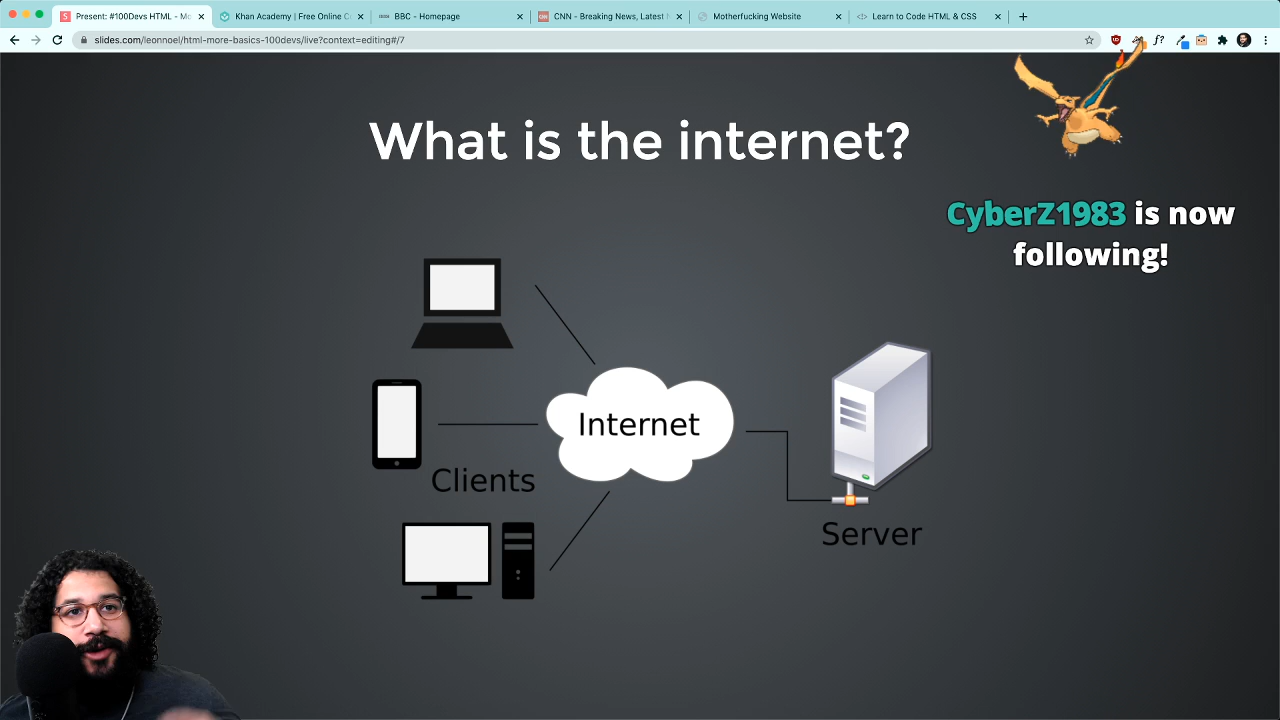 Present: #100Devs HTML - Mo
Khan Academy | Free Online C
BBC - Homepage
CNN - Breaking News, Latest N
Motherfucking Website
Learn to Code HTML & CSS
slides.com/leonnoel/html-more-basics-100devs/live?context=editing#/7
What is the internet?
CyberZ1983 is now
following!
Internet
Clients
Server